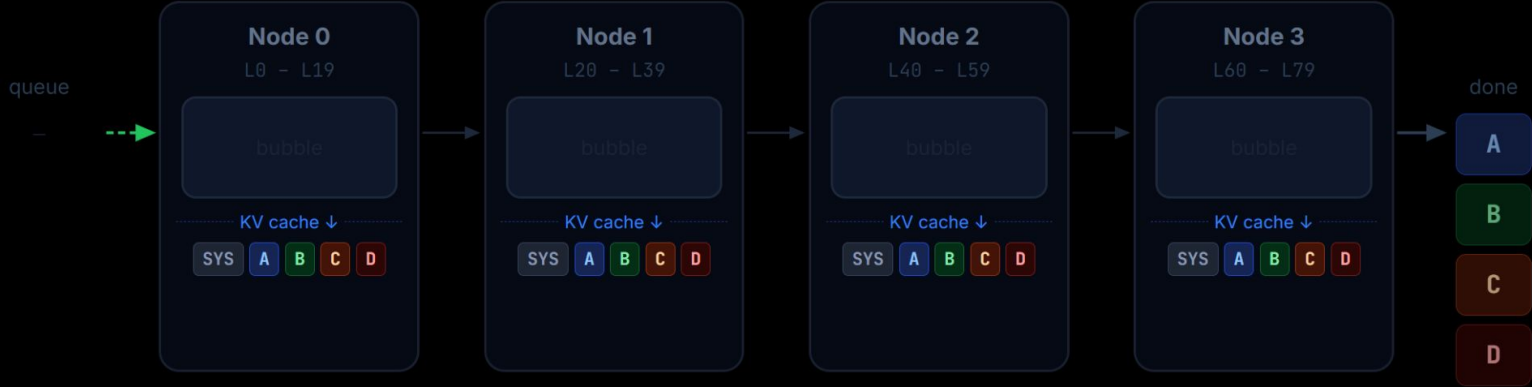 queue
–
Node 0
L0 – L19
bubble
KV cache ↓
SYS A B C D
Node 1
L20 – L39
bubble
KV cache ↓
SYS A B C D
Node 2
L40 – L59
bubble
KV cache ↓
SYS A B C D
Node 3
L60 – L79
bubble
KV cache ↓
SYS A B C D
done
A
B
C
D